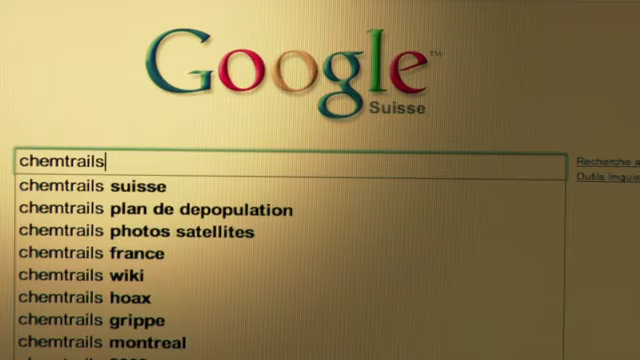 Google™
Suisse
chemtrails
Recherche a
Outils linguis
chemtrails suisse
chemtrails plan de depopulation
chemtrails photos satellites
chemtrails france
chemtrails wiki
chemtrails hoax
chemtrails grippe
chemtrails montreal